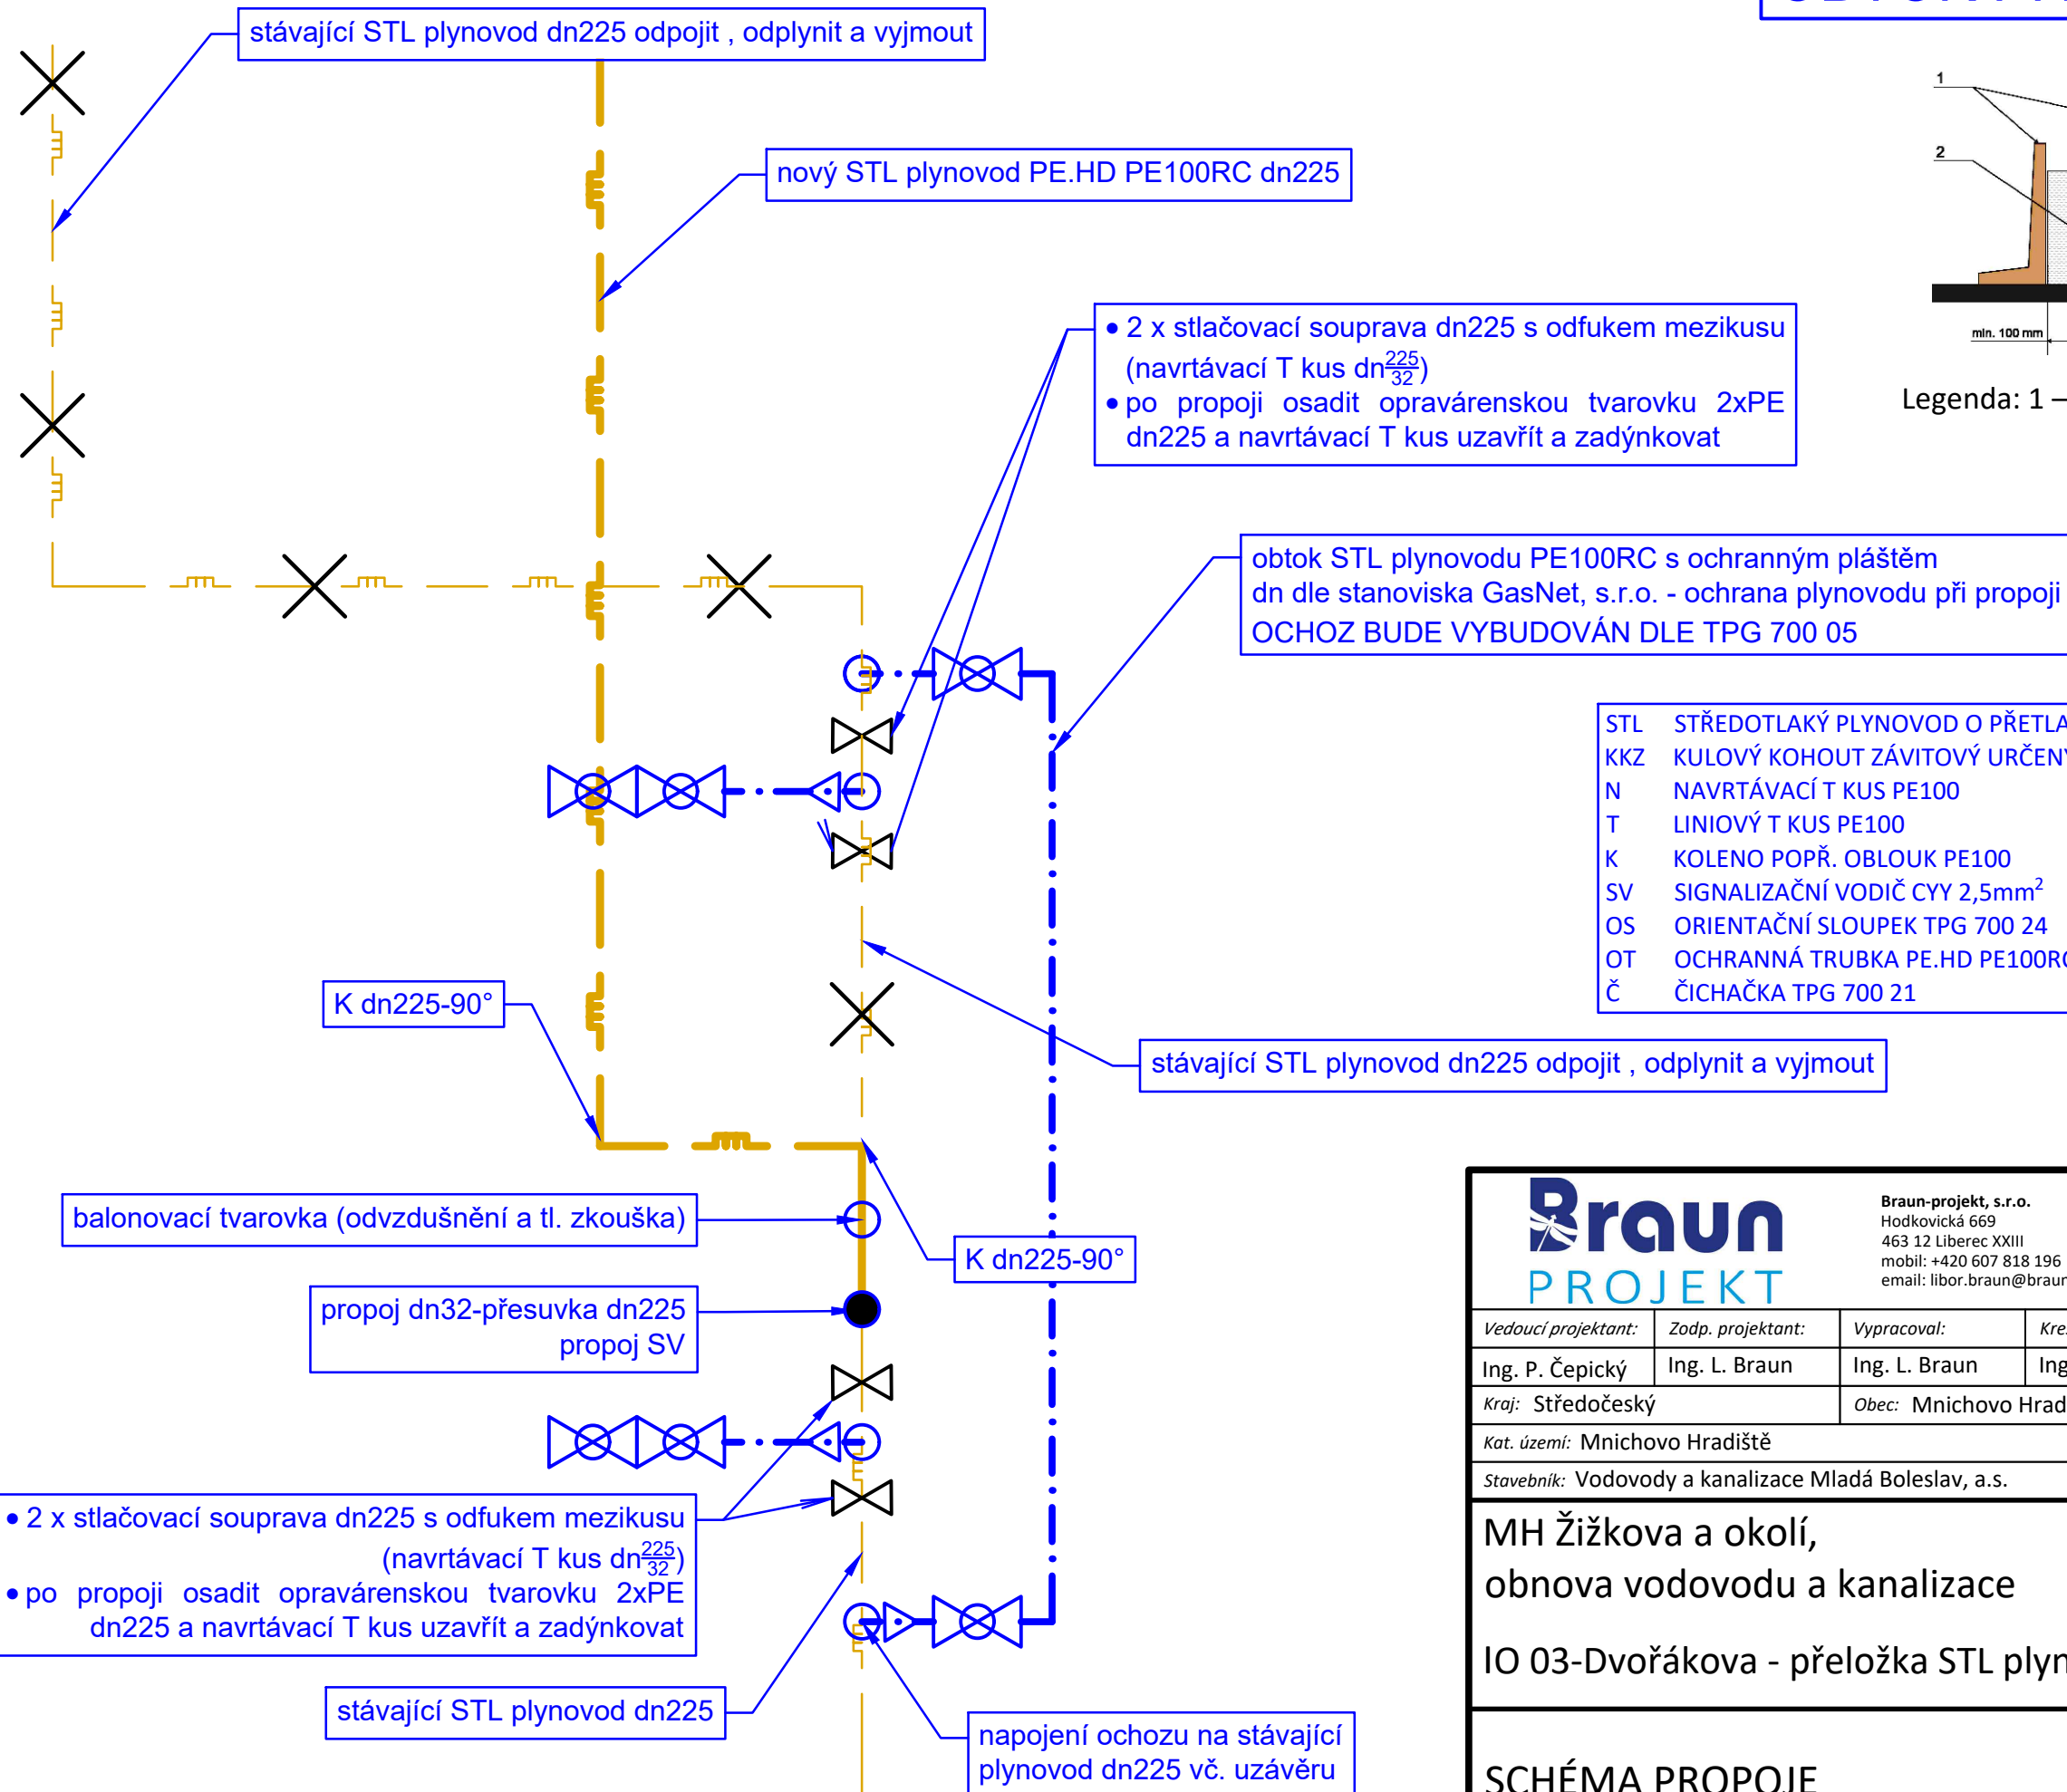 stávající STL plynovod dn225 odpojit , odplynit a vyjmout
nový STL plynovod PE.HD PE100RC dn225
1
2
min. 100 mm
Legenda: 1 –
• 2 x stlačovací souprava dn225 s odfukem mezikusu
(navrtávací T kus dn225/32)
• po propoji osadit opravárenskou tvarovku 2xPE
dn225 a navrtávací T kus uzavřít a zadýnkovat
obtok STL plynovodu PE100RC s ochranným pláštěm
dn dle stanoviska GasNet, s.r.o. - ochrana plynovodu při propoji
OCHOZ BUDE VYBUDOVÁN DLE TPG 700 05
STL STŘEDOTLAKÝ PLYNOVOD O PŘETLA
KKZ KULOVÝ KOHOUT ZÁVITOVÝ URČENÝ
N NAVRTÁVACÍ T KUS PE100
T LINIOVÝ T KUS PE100
K KOLENO POPŘ. OBLOUK PE100
SV SIGNALIZAČNÍ VODIČ CYY 2,5mm²
OS ORIENTAČNÍ SLOUPEK TPG 700 24
OT OCHRANNÁ TRUBKA PE.HD PE100RC
Č ČICHAČKA TPG 700 21
K dn225-90°
stávající STL plynovod dn225 odpojit , odplynit a vyjmout
balonovací tvarovka (odvzdušnění a tl. zkouška)
K dn225-90°
propoj dn32-přesuvka dn225
propoj SV
• 2 x stlačovací souprava dn225 s odfukem mezikusu
(navrtávací T kus dn225/32)
• po propoji osadit opravárenskou tvarovku 2xPE
dn225 a navrtávací T kus uzavřít a zadýnkovat
stávající STL plynovod dn225
napojení ochozu na stávající
plynovod dn225 vč. uzávěru
Braun
PROJEKT
Braun-projekt, s.r.o.
Hodkovická 669
463 12 Liberec XXIII
mobil: +420 607 818 196
email: libor.braun@braun
Vedoucí projektant: Zodp. projektant: Vypracoval: Kres
Ing. P. Čepický Ing. L. Braun Ing. L. Braun Ing
Kraj: Středočeský Obec: Mnichovo Hrad
Kat. území: Mnichovo Hradiště
Stavebník: Vodovody a kanalizace Mladá Boleslav, a.s.
MH Žižkova a okolí,
obnova vodovodu a kanalizace
IO 03-Dvořákova - přeložka STL plyn
SCHÉMA PROPOJE